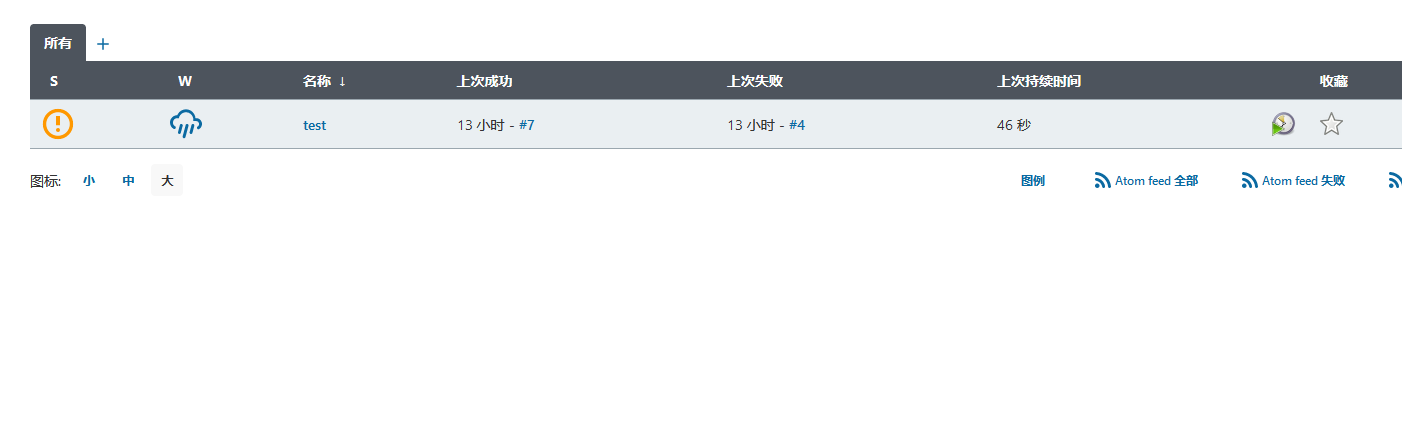 所有 +
S W 名称 ↓ 上次成功 上次失败 上次持续时间 收藏
test 13 小时 - #7 13 小时 - #4 46 秒
图标: 小 中 大 图例 Atom feed 全部 Atom feed 失败